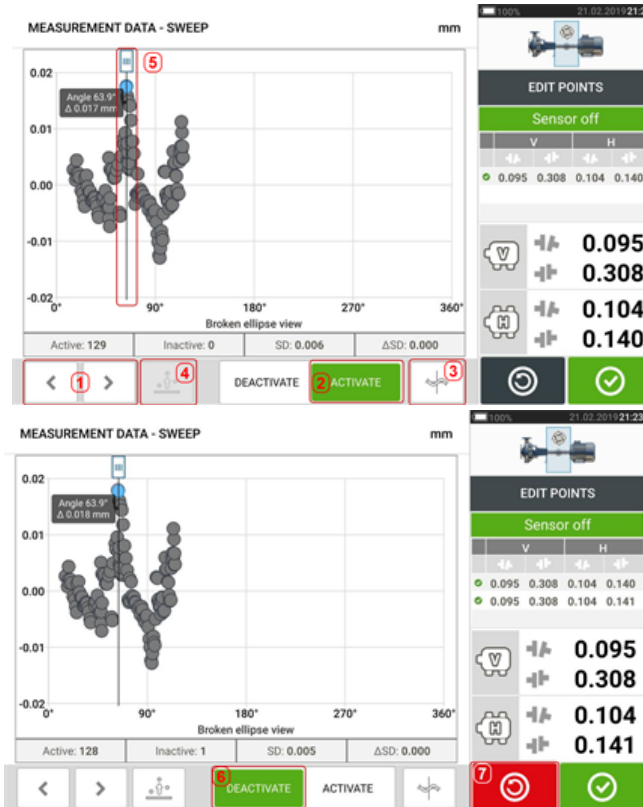 100% 21.02.2019 21:2
MEASUREMENT DATA - SWEEP mm
5
0.02
Angle 63.9°
Δ 0.017 mm
0.01
0.00
-0.01
-0.02
0° 90° 180° 270° 360°
Broken ellipse view
Active: 129 Inactive: 0 SD: 0.006 ΔSD: 0.000
< 1 > 4 DEACTIVATE 2 ACTIVATE 3
EDIT POINTS
Sensor off
V H
0.095 0.308 0.104 0.140
V 0.095
0.308
H 0.104
0.140
100% 21.02.2019 21:23
MEASUREMENT DATA - SWEEP mm
0.02
Angle 63.9°
Δ 0.018 mm
0.01
0.00
-0.01
-0.02
0° 90° 180° 270° 360°
Broken ellipse view
Active: 128 Inactive: 1 SD: 0.005 ΔSD: 0.000
< > 6 DEACTIVATE ACTIVATE
EDIT POINTS
Sensor off
V H
0.095 0.308 0.104 0.140
0.095 0.308 0.104 0.141
V 0.095
0.308
H 0.104
0.141
7